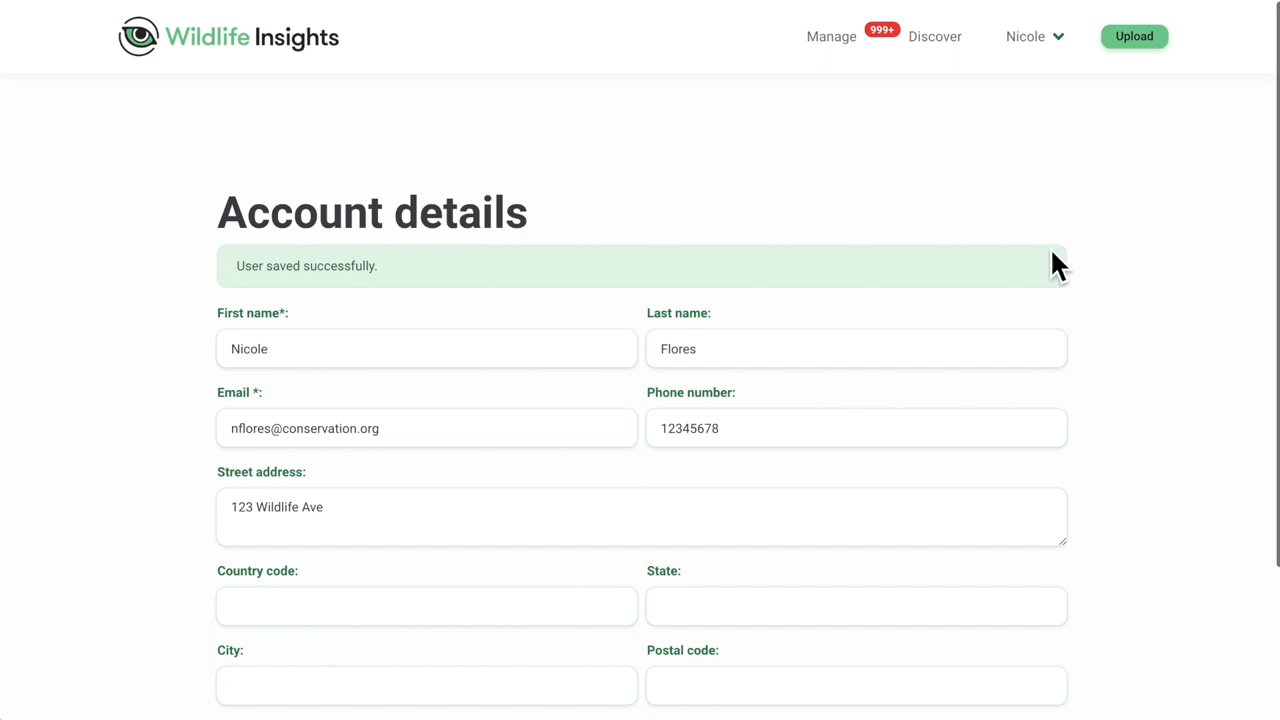 Wildlife Insights
Manage 999+ Discover Nicole Upload
Account details
User saved successfully.
First name*: Last name:
Nicole Flores
Email *: Phone number:
nflores@conservation.org 12345678
Street address:
123 Wildlife Ave
Country code: State:
City: Postal code: